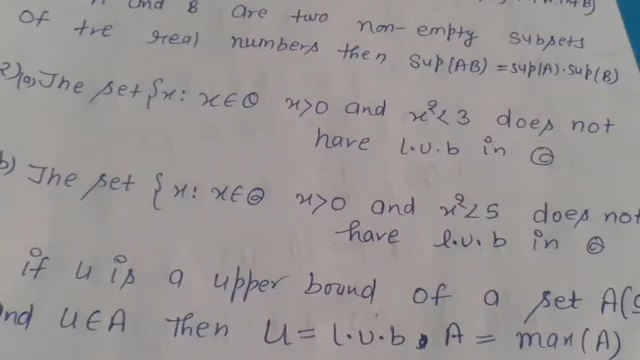 and B are two non-empty subsets
of tre real numbers then sup(AB) = sup(A)·sup(B)
2)(a) The set {x: x∈Q x>0 and x²<3 does not
have l.u.b in Q
b) The set {x: x∈Q x>0 and x²<5 does not
have l.u.b in Q
if u is a upper bound of a set A(
and u∈A then u = l.u.b A = max(A)